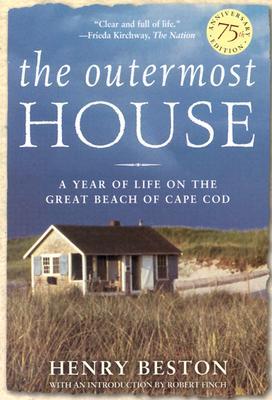 "Clear and full of life."
—Frieda Kirchway, The Nation
ANNIVERSARY
75th
EDITION
the outermost
HOUSE
A YEAR OF LIFE ON THE
GREAT BEACH OF CAPE COD
HENRY BESTON
WITH AN INTRODUCTION BY ROBERT FINCH